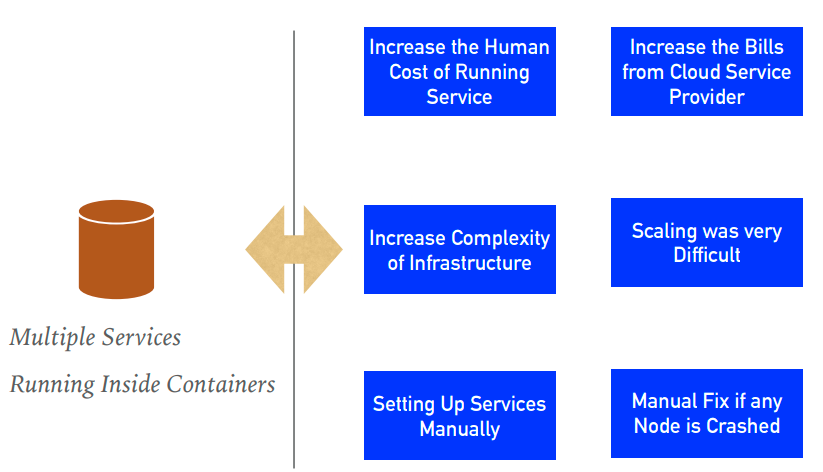 Increase the Human
Cost of Running
Service
Increase the Bills
from Cloud Service
Provider
Increase Complexity
of Infrastructure
Scaling was very
Difficult
Multiple Services
Running Inside Containers
Setting Up Services
Manually
Manual Fix if any
Node is Crashed